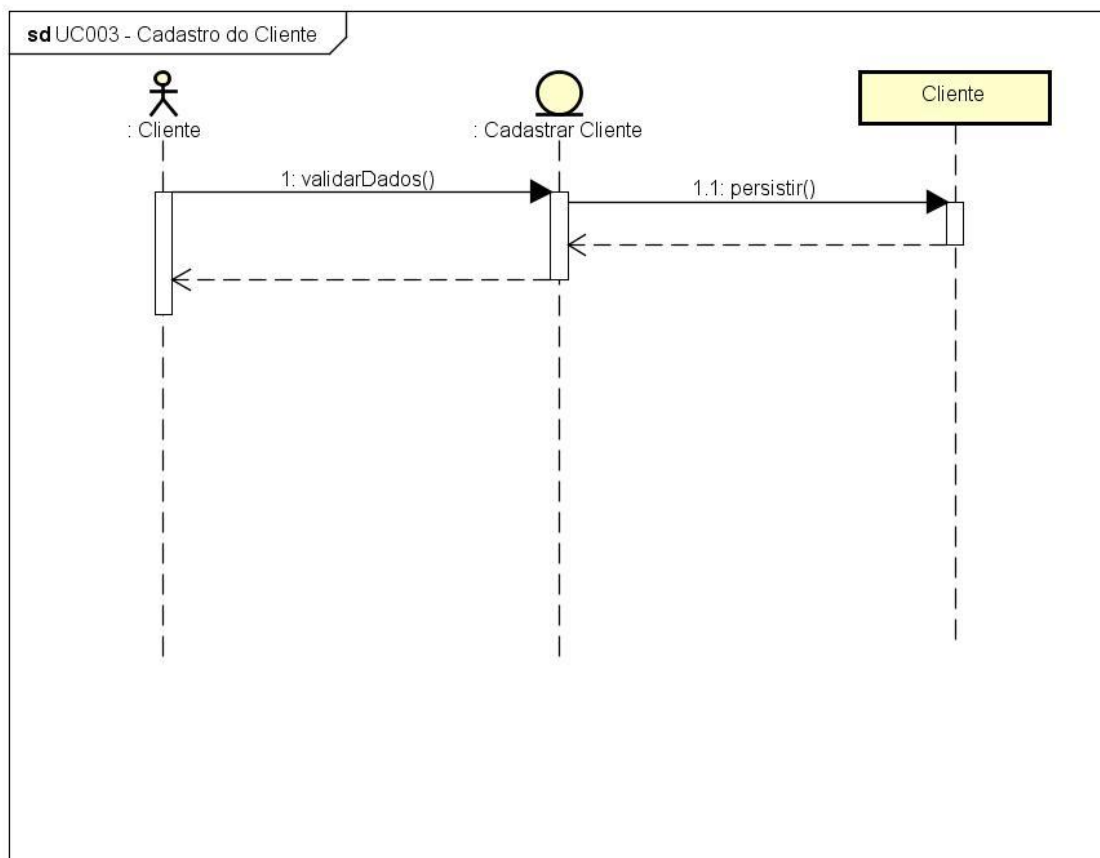 sd UC003 - Cadastro do Cliente
: Cliente
: Cadastrar Cliente
Cliente
1: validarDados()
1.1: persistir()